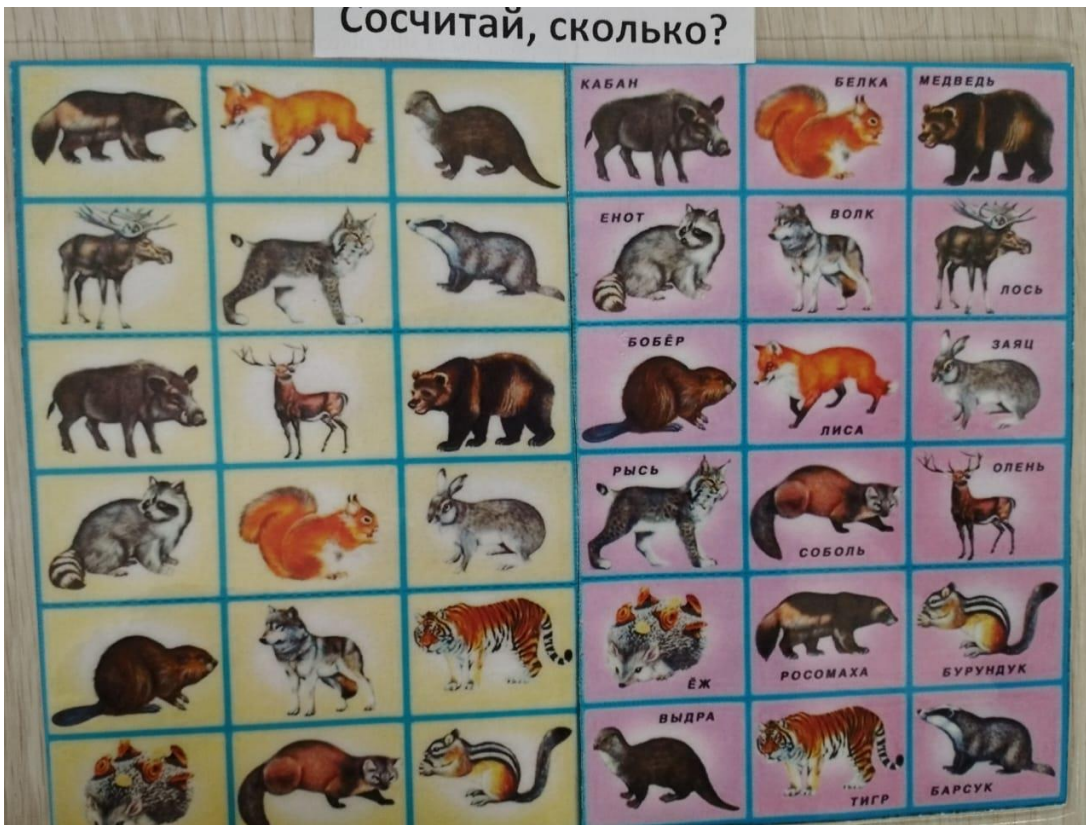 Сосчитай, сколько?
КАБАН
БЕЛКА
МЕДВЕДЬ
ЕНОТ
ВОЛК
ЛОСЬ
БОБЁР
ЛИСА
ЗАЯЦ
РЫСЬ
СОБОЛЬ
ОЛЕНЬ
ЁЖ
РОСОМАХА
БУРУНДУК
ВЫДРА
ТИГР
БАРСУК